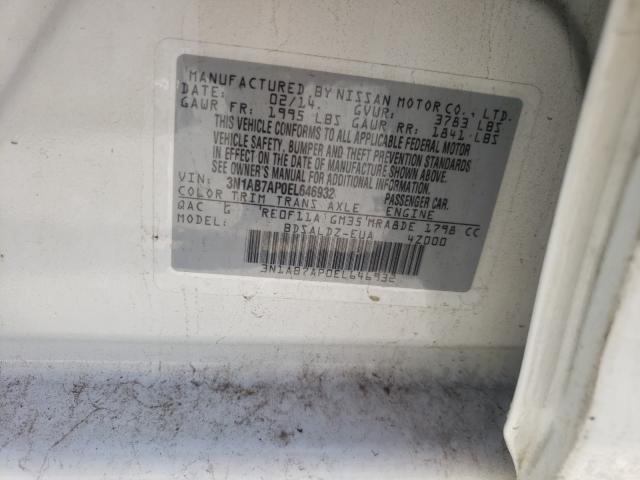 MANUFACTURED BY NISSAN MOTOR CO., LTD.
DATE: 02/14. GVWR: 3783 LBS
GAWR FR: 1995 LBS GAWR RR: 1841 LBS
THIS VEHICLE CONFORMS TO ALL APPLICABLE FEDERAL MOTOR
VEHICLE SAFETY, BUMPER AND THEFT PREVENTION STANDARDS
IN EFFECT ON THE DATE OF MANUFACTURE SHOWN ABOVE.
SEE OWNER'S MANUAL FOR ADDITIONAL INFORMATION.
VIN: 3N1AB7AP0EL646932 PASSENGER CAR.
COLOR TRIM TRANS AXLE ENGINE
QAC G RE0F11A GM35 MRA8DE 1798 CC
MODEL: BDSALDZ-EUA 4Z000
3N1AB7AP0EL646932